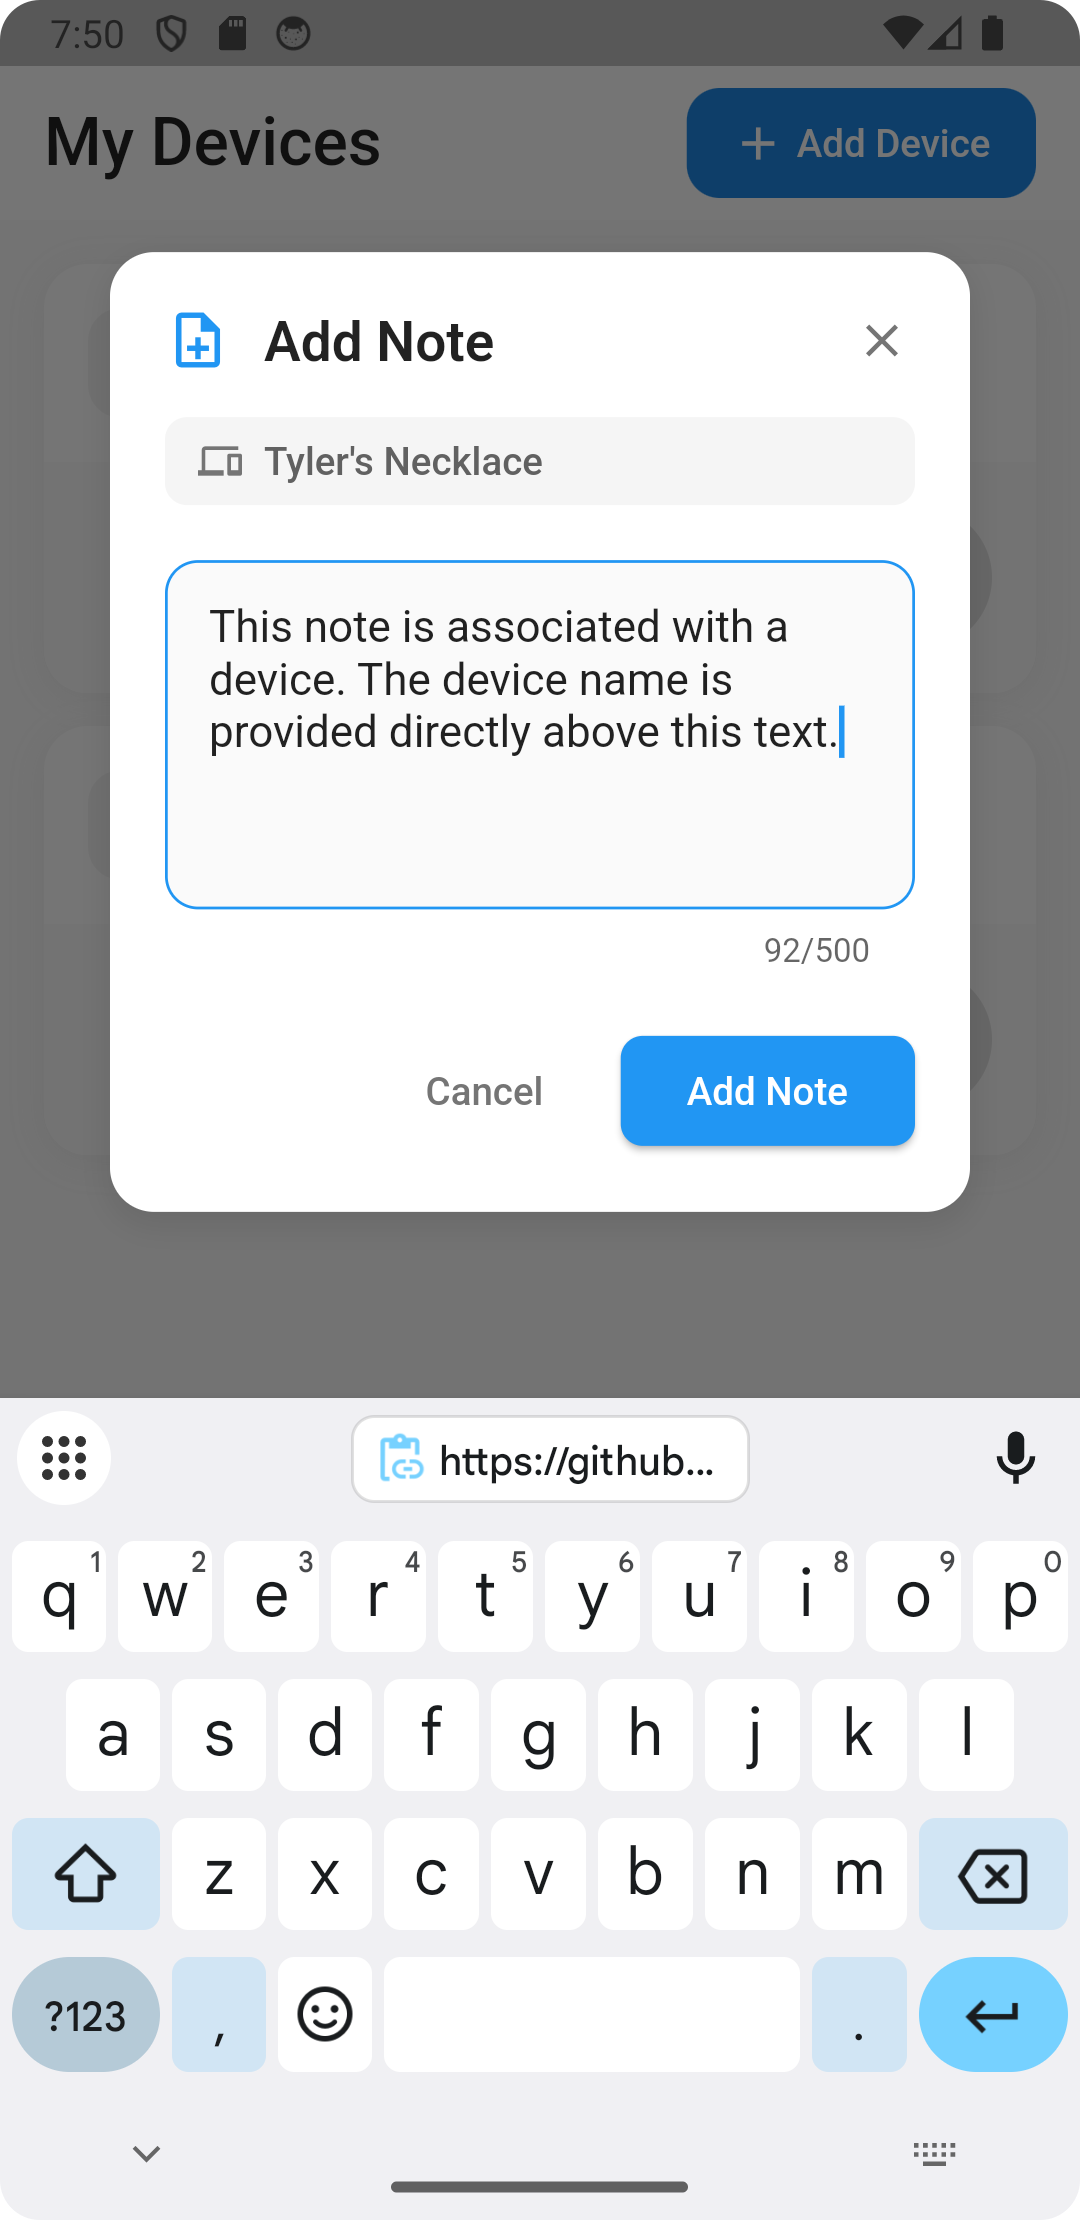 7:50
My Devices
+ Add Device
Add Note
Tyler's Necklace
This note is associated with a
device. The device name is
provided directly above this text.
92/500
Cancel
Add Note
https://github...
q 1 w 2 e 3 r 4 t 5 y 6 u 7 i 8 o 9 p 0
a s d f g h j k l
z x c v b n m
?123 , .